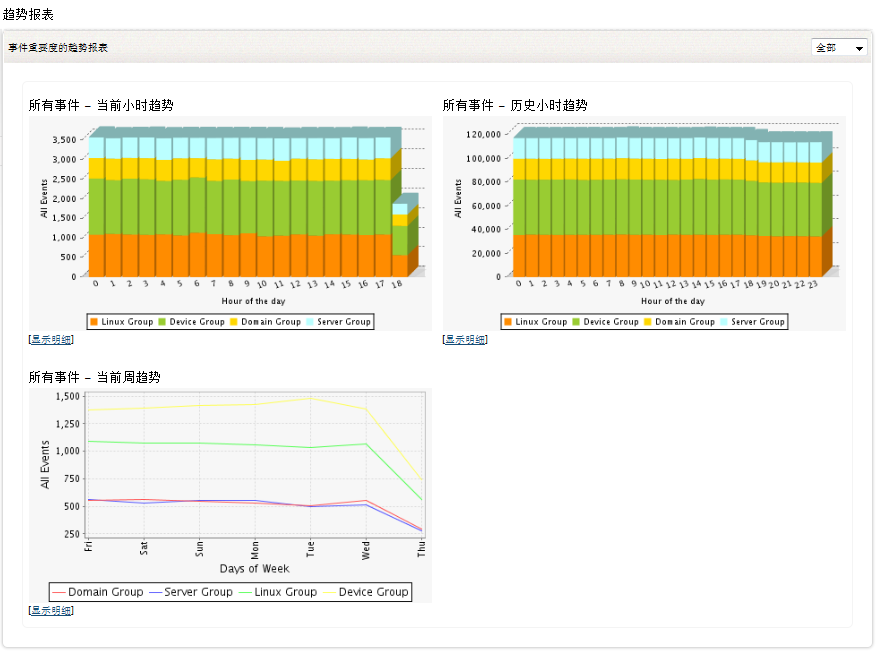 趋势报表
事件重要度的趋势报表
全部
所有事件 – 当前小时趋势
3,500
3,000
2,500
2,000
1,500
1,000
500
0
All Events
0 1 2 3 4 5 6 7 8 9 10 11 12 13 14 15 16 17 18
Hour of the day
Linux Group Device Group Domain Group Server Group
[显示明细]
所有事件 – 历史小时趋势
120,000
100,000
80,000
60,000
40,000
20,000
0
All Events
0 1 2 3 4 5 6 7 8 9 10 11 12 13 14 15 16 17 18 19 20 21 22 23
Hour of the day
Linux Group Device Group Domain Group Server Group
[显示明细]
所有事件 – 当前周趋势
1,500
1,250
1,000
750
500
250
All Events
Fri Sat Sun Mon Tue Wed Thu
Days of Week
Domain Group Server Group Linux Group Device Group
[显示明细]